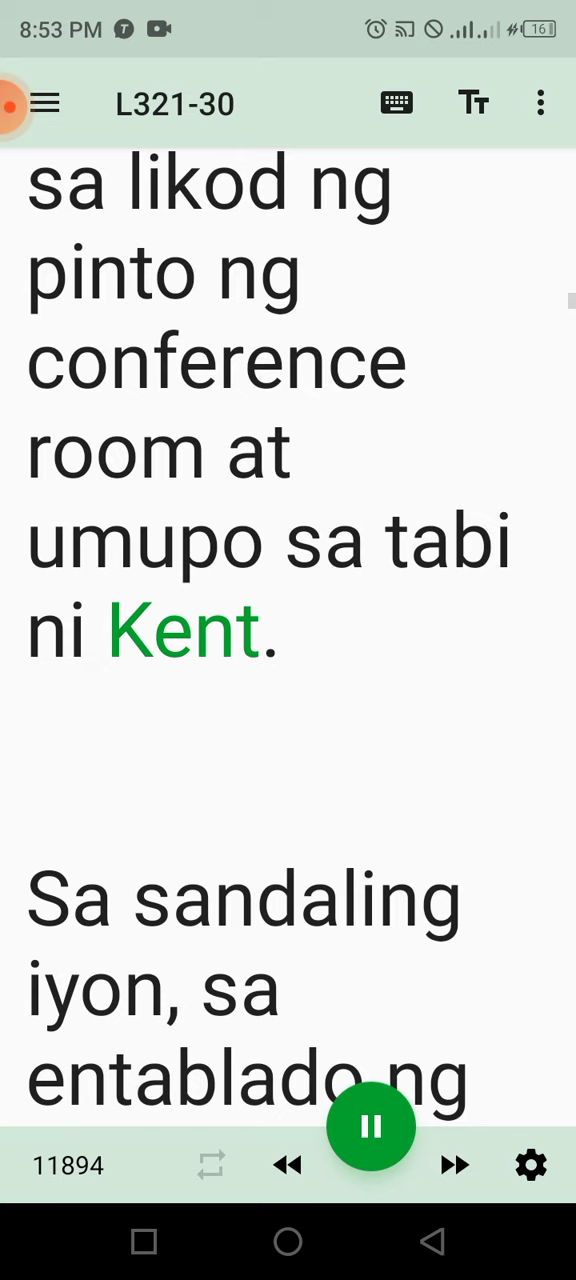 8:53 PM
16
L321-30
sa likod ng
pinto ng
conference
room at
umupo sa tabi
ni Kent.
Sa sandaling
iyon, sa
entablado ng
11894